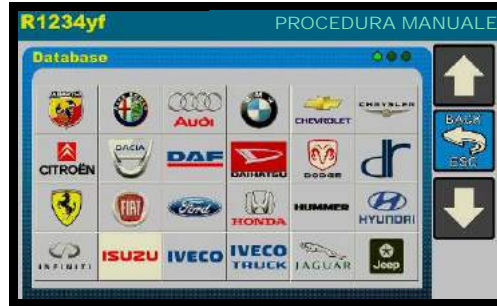 R1234yf PROCEDURA MANUALE
Database
AUDI CHEVROLET CHRYSLER
CITROËN DACIA DAF DAIHATSU DODGE dr
FIAT Ford HONDA HUMMER HYUNDAI
INFINITI ISUZU IVECO IVECO TRUCK JAGUAR Jeep
BACK
ESC